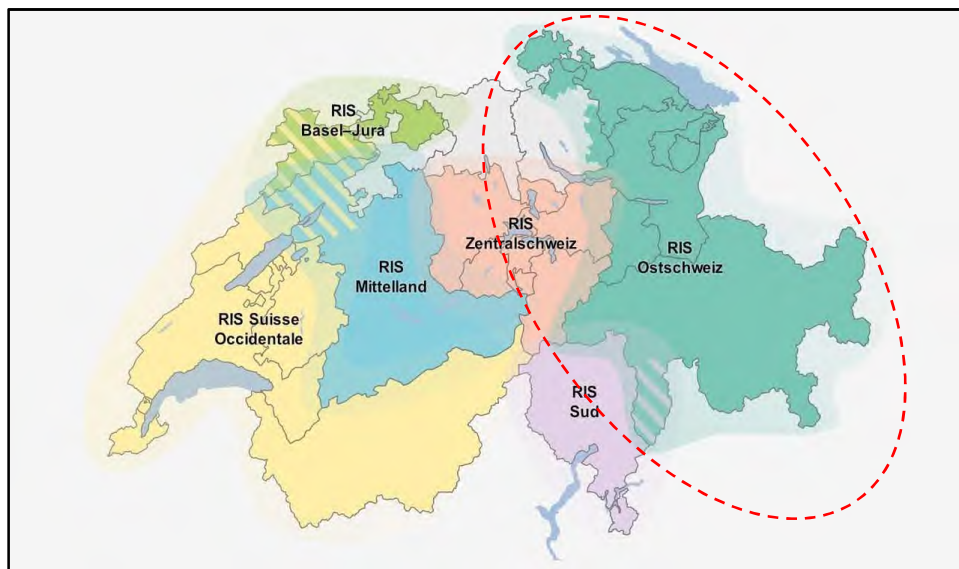 RIS
Basel–Jura
RIS
Zentralschweiz
RIS
Ostschweiz
RIS
Mittelland
RIS Suisse
Occidentale
RIS
Sud